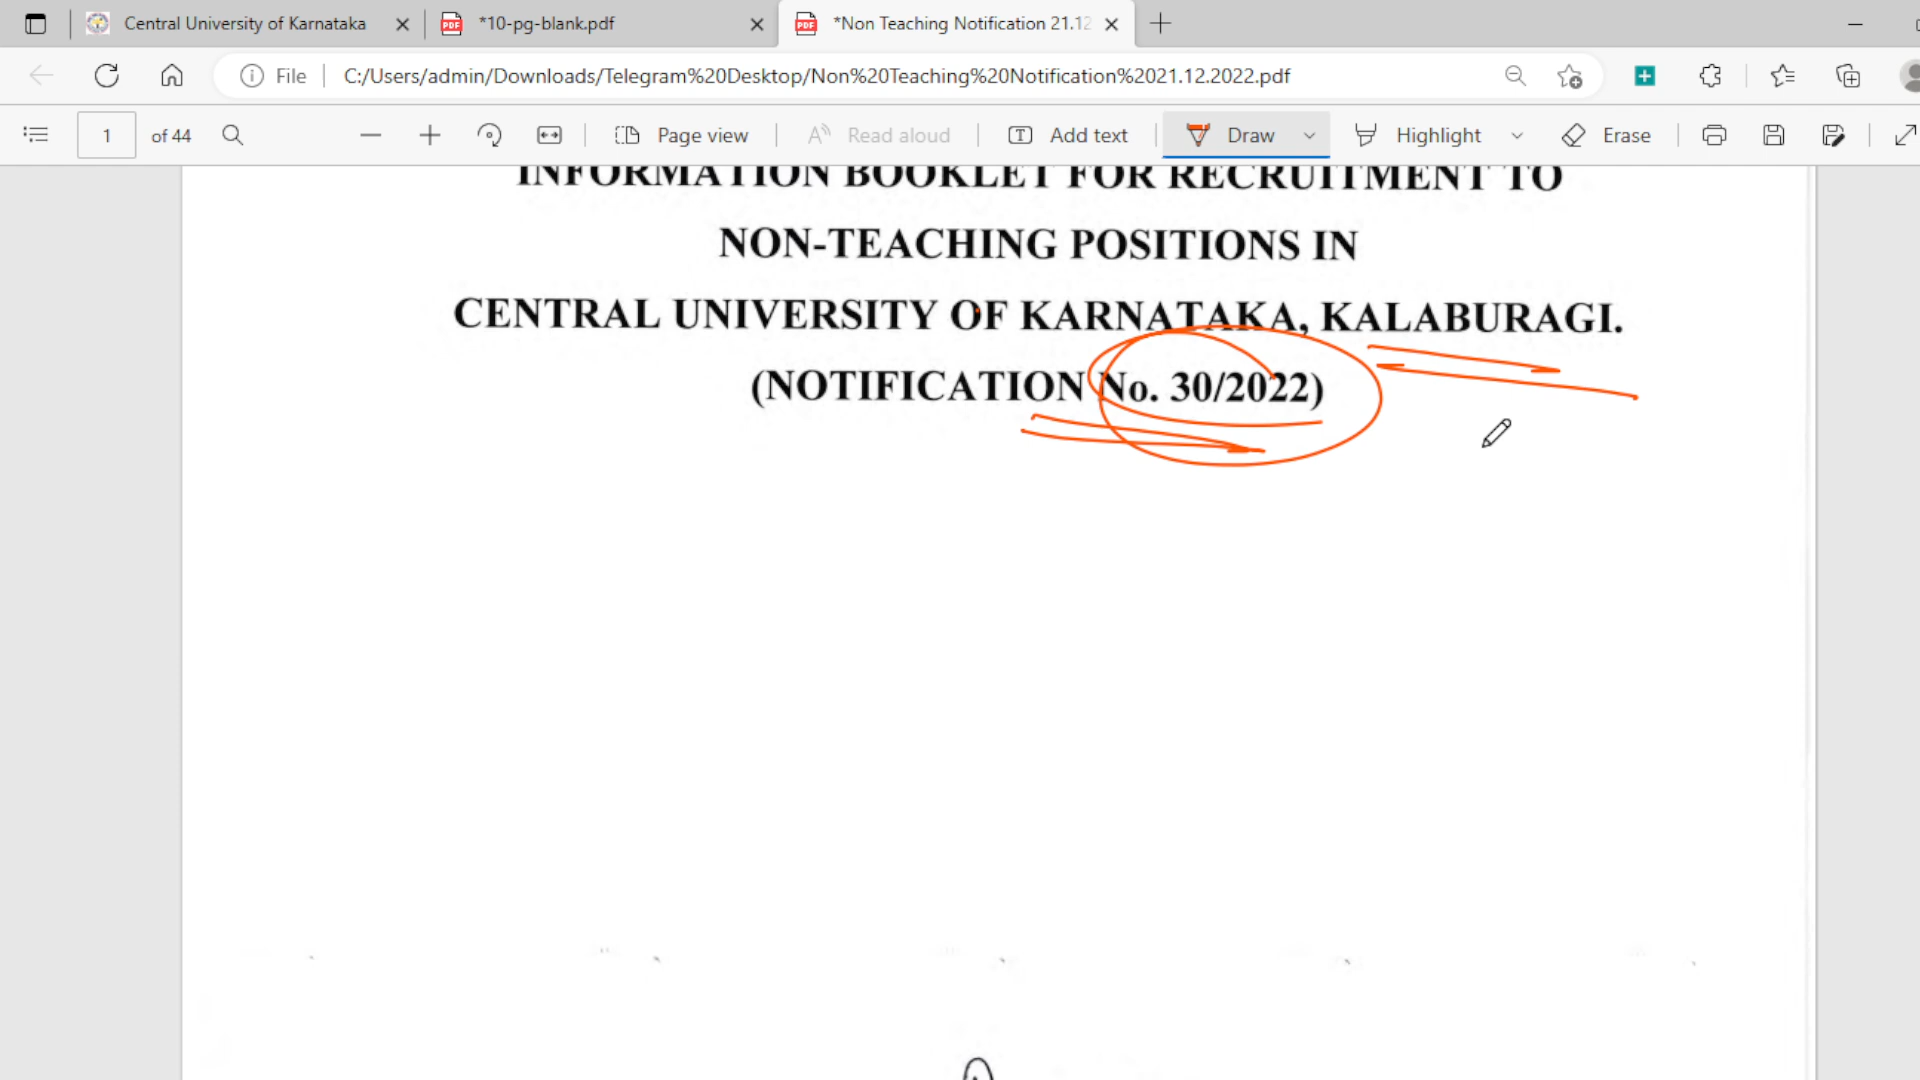 Central University of Karnataka
*10-pg-blank.pdf
*Non Teaching Notification 21.12
File
C:/Users/admin/Downloads/Telegram%20Desktop/Non%20Teaching%20Notification%2021.12.2022.pdf
1 of 44
Page view
Read aloud
Add text
Draw
Highlight
Erase
INFORMATION BOOKLET FOR RECRUITMENT TO
NON-TEACHING POSITIONS IN
CENTRAL UNIVERSITY OF KARNATAKA, KALABURAGI.
(NOTIFICATION No. 30/2022)